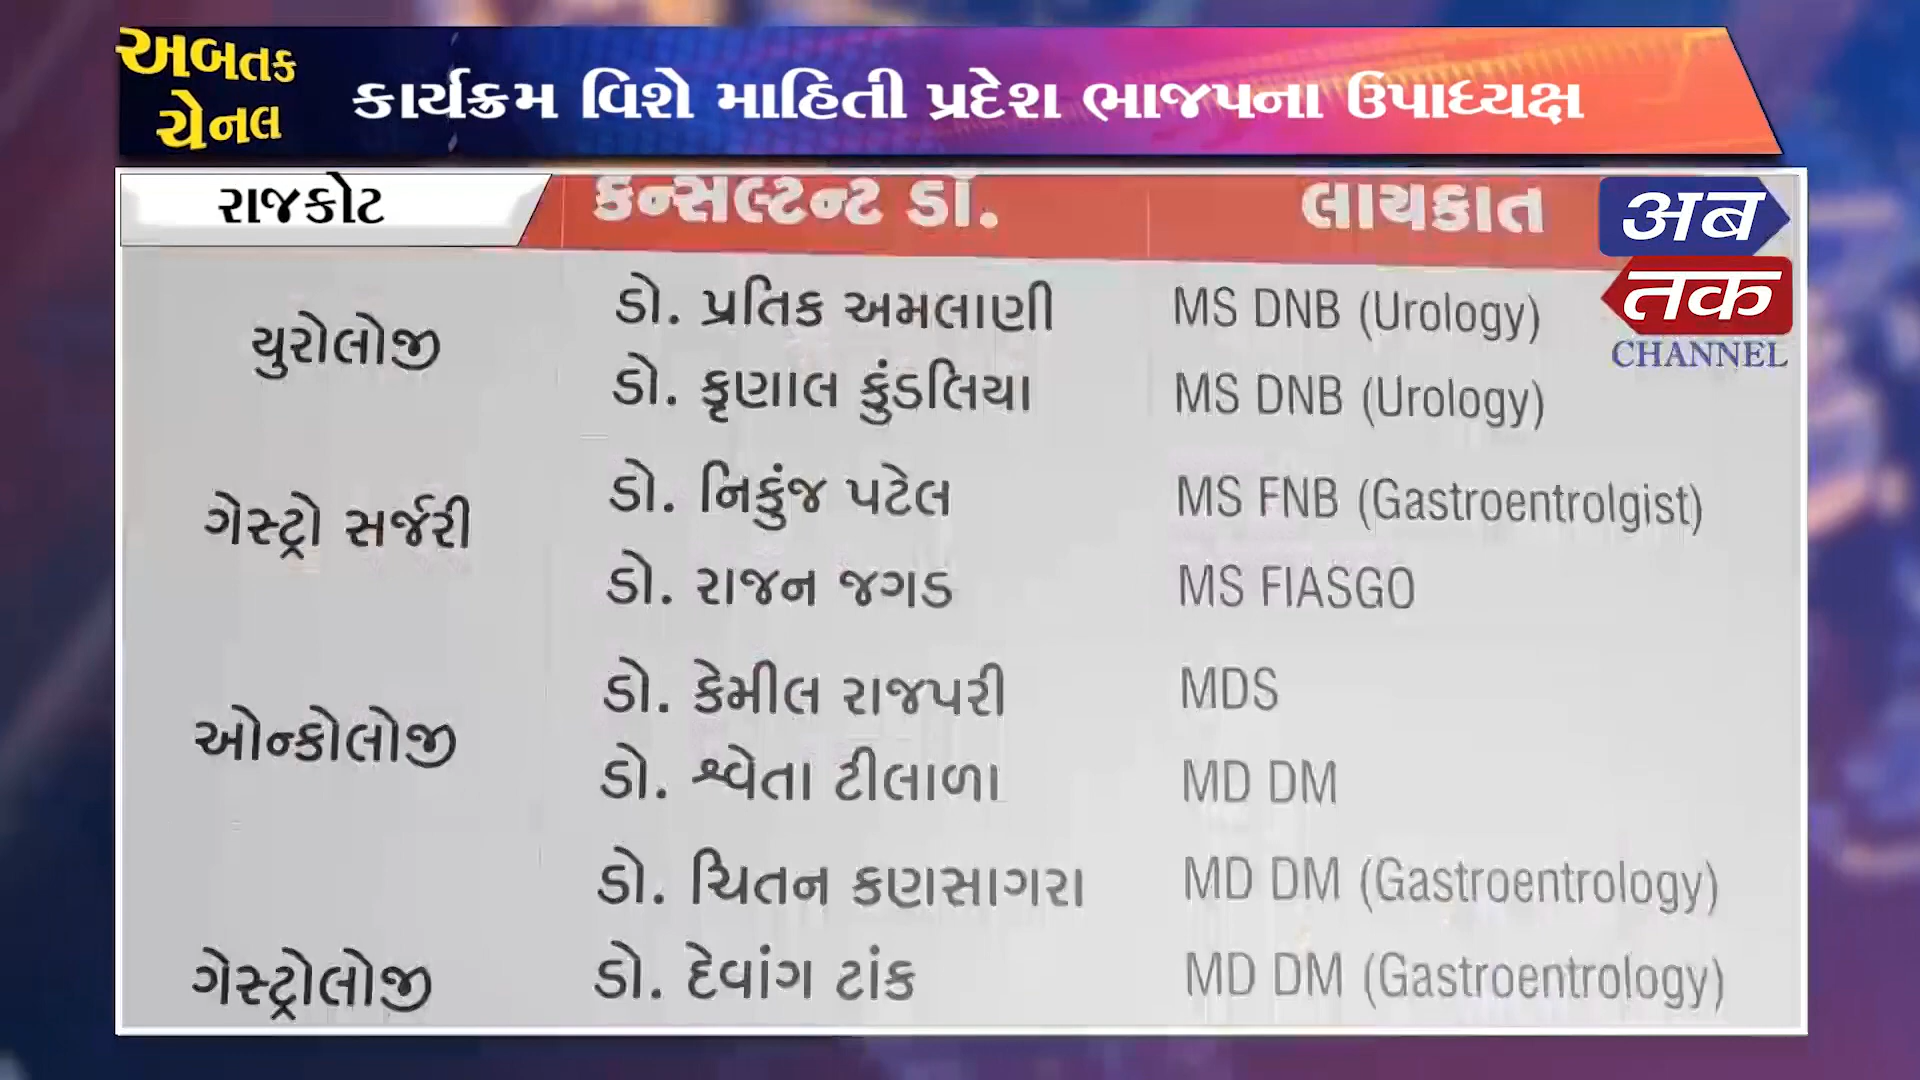 અબતક
ચેનલ
કાર્યક્રમ વિશે માહિતી પ્રદેશ ભાજપના ઉપાધ્યક્ષ
રાજકોટ
કન્સલ્ટન્ટ ડૉ.
લાયકાત
अब
तक
CHANNEL
યુરોલોજી
ડો. પ્રતિક અમલાણી
MS DNB (Urology)
ડો. કૃણાલ કુંડલિયા
MS DNB (Urology)
ગેસ્ટ્રો સર્જરી
ડો. નિકુંજ પટેલ
MS FNB (Gastroentrolgist)
ડો. રાજન જગડ
MS FIASGO
ઓન્કોલોજી
ડો. કેમીલ રાજપરી
MDS
ડો. શ્વેતા ટીલાળા
MD DM
ડો. ચિતન કણસાગરા
MD DM (Gastroentrology)
ગેસ્ટ્રોલોજી
ડો. દેવાંગ ટાંક
MD DM (Gastroentrology)